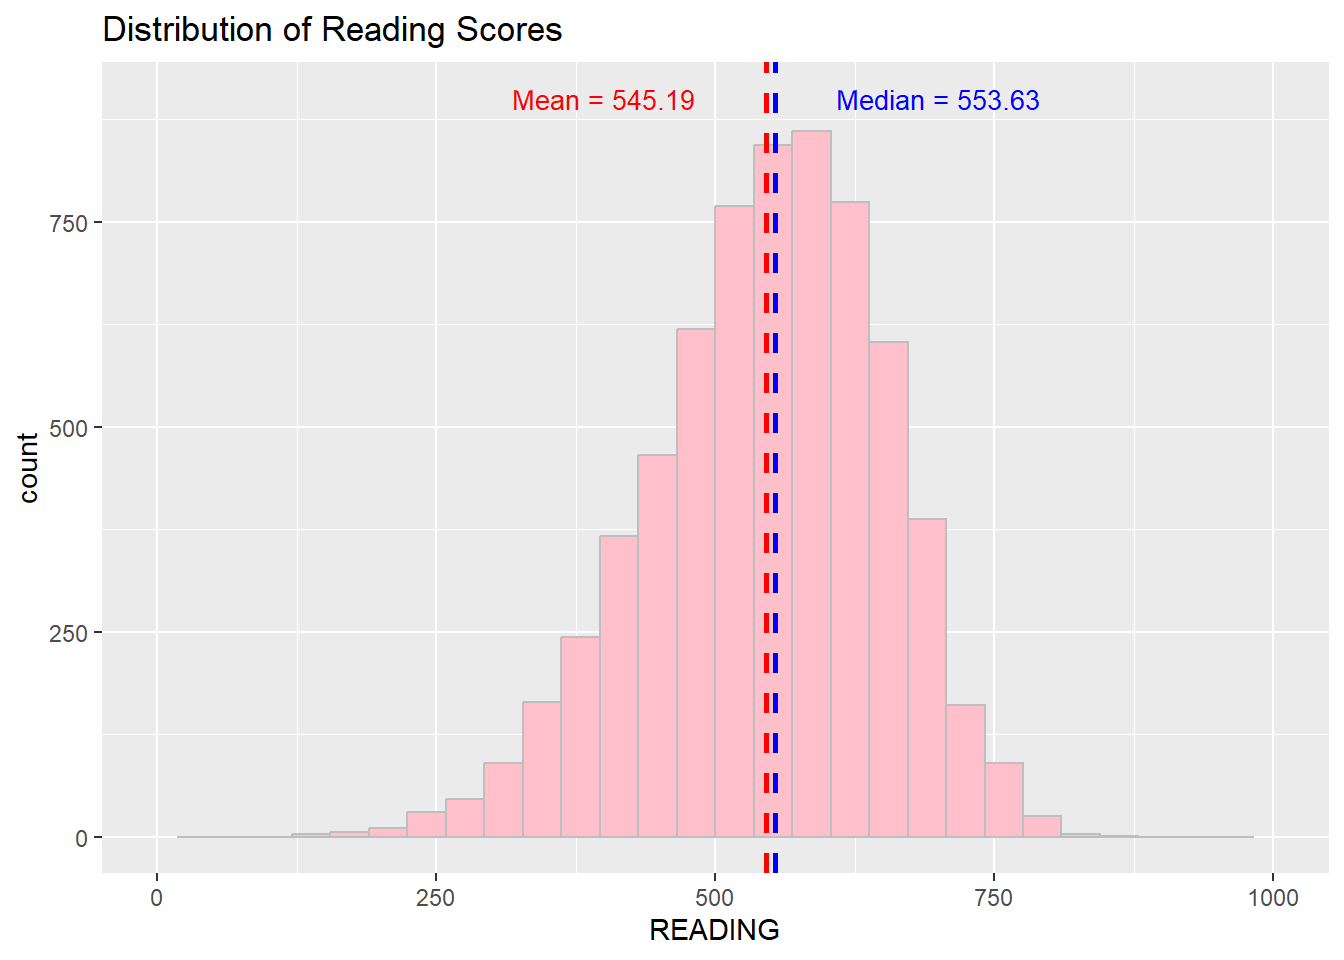 Distribution of Reading Scores
Mean = 545.19
Median = 553.63
750
500
250
0
count
0
250
500
750
1000
READING